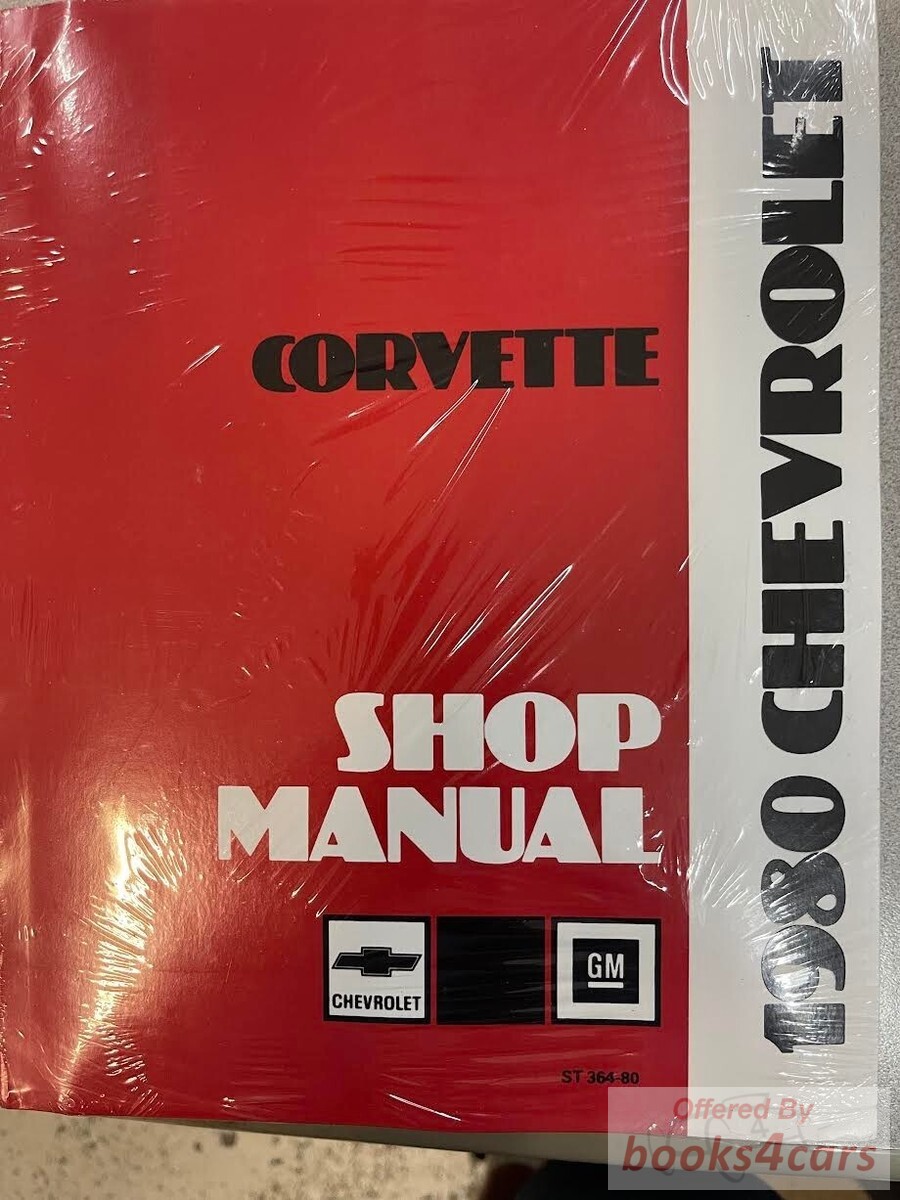 CORVETTE
SHOP
MANUAL
CHEVROLET
GM
ST 364-80
1980 CHEVROLET
Offered By
books4cars